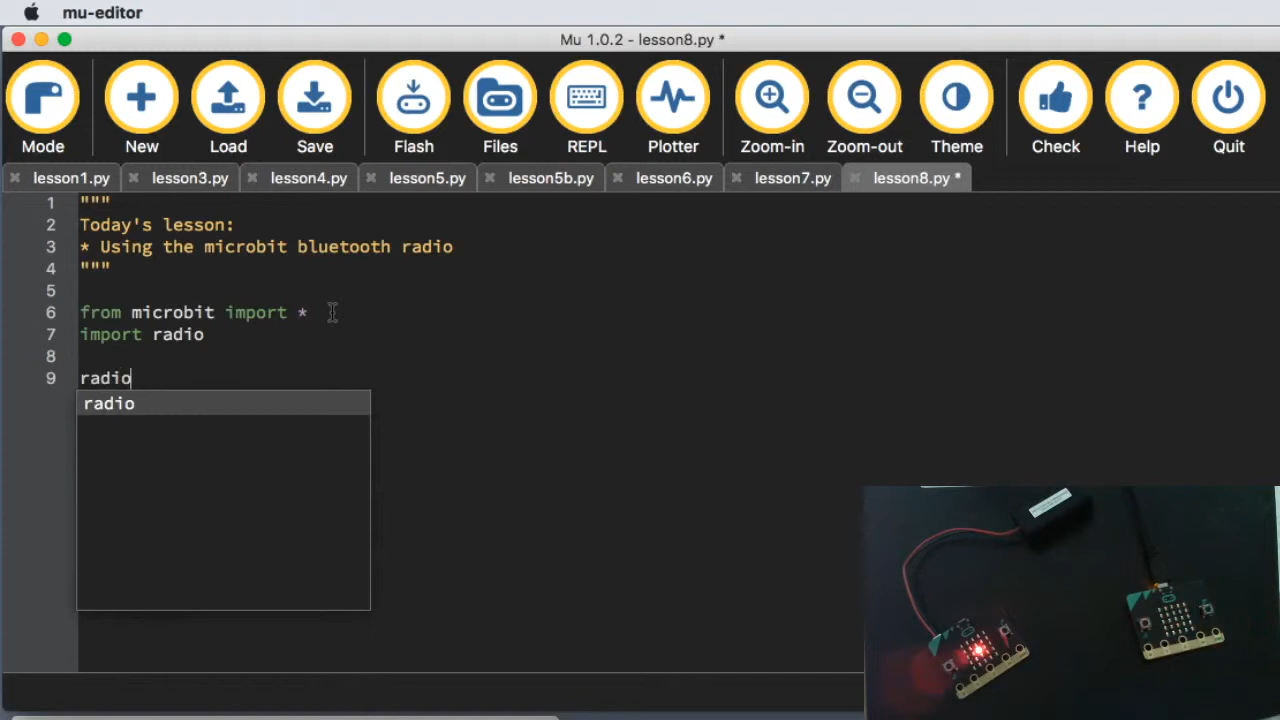 mu-editor
Mu 1.0.2 - lesson8.py *
Mode New Load Save Flash Files REPL Plotter Zoom-in Zoom-out Theme Check Help Quit
lesson1.py lesson3.py lesson4.py lesson5.py lesson5b.py lesson6.py lesson7.py lesson8.py *
1 """
2 Today's lesson:
3 * Using the microbit bluetooth radio
4 """
5
6 from microbit import *
7 import radio
8
9 radio
radio